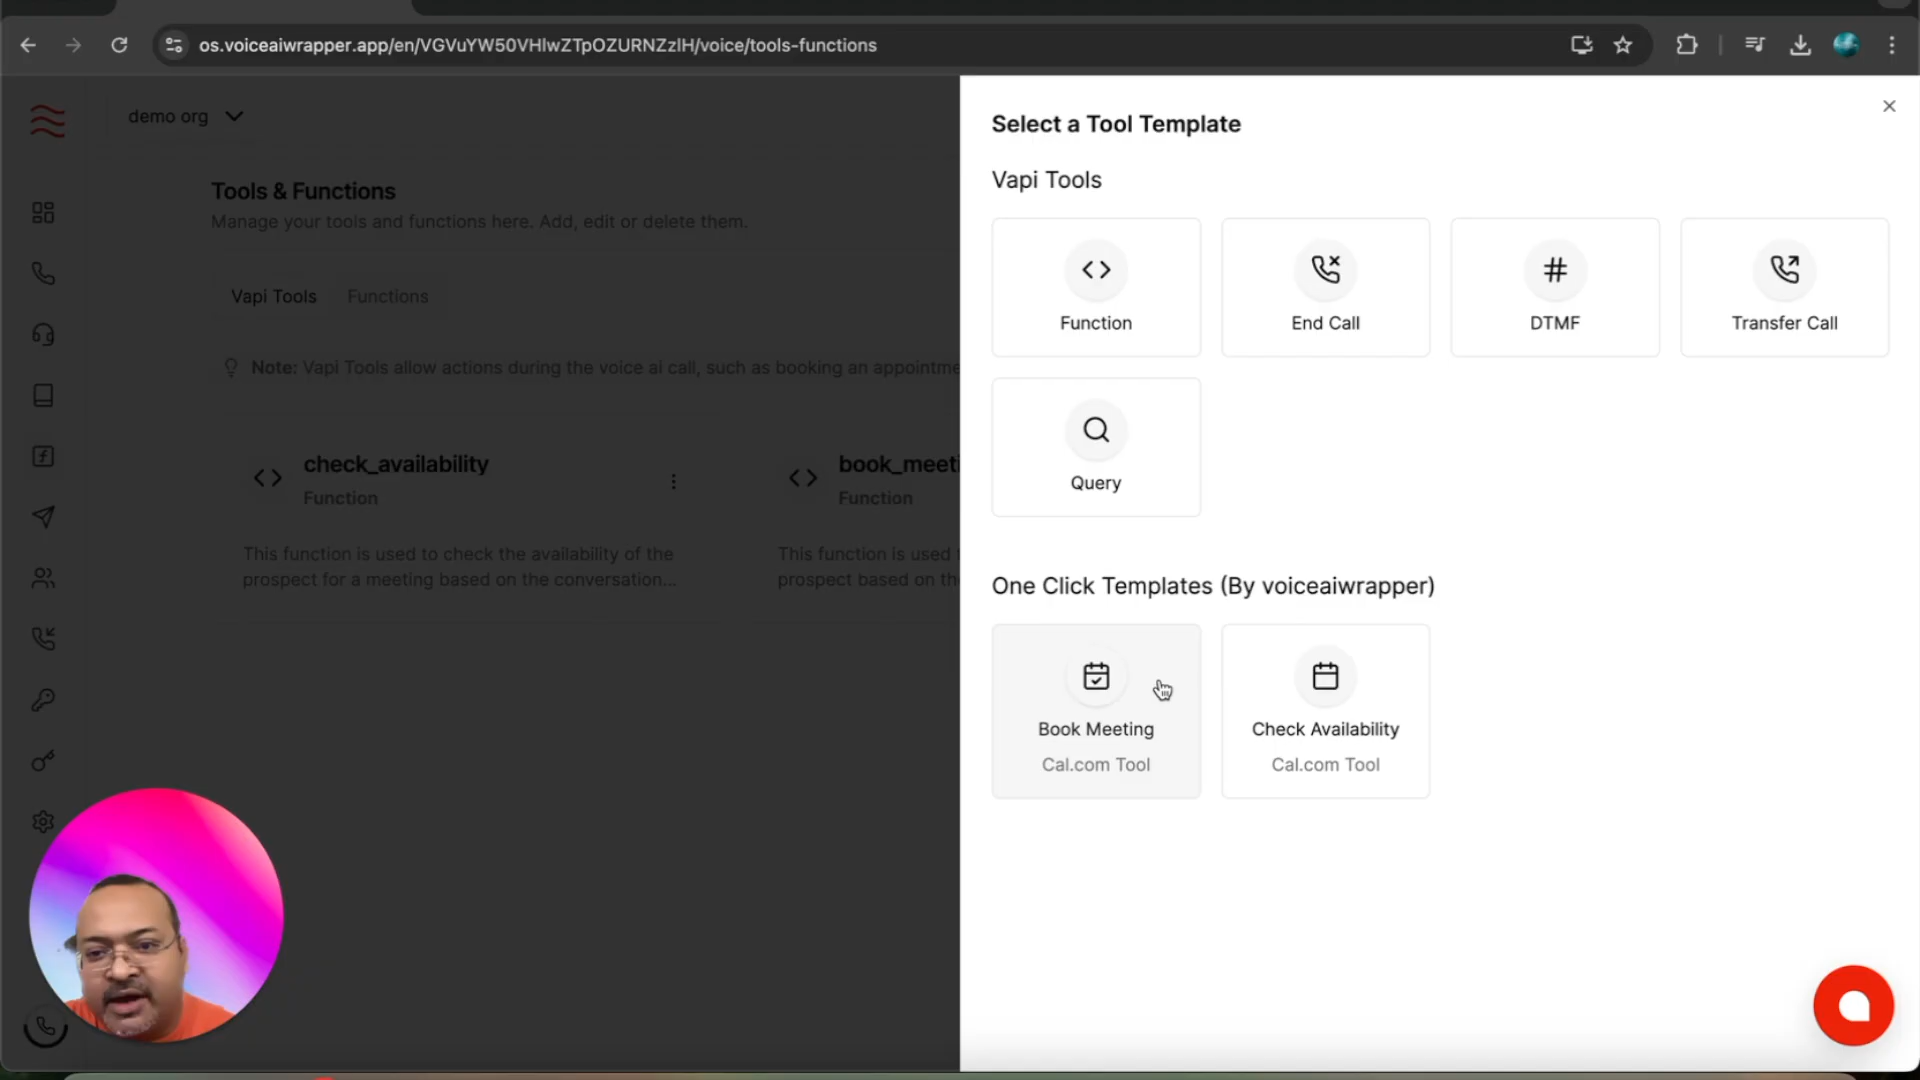 os.voiceaiwrapper.app/en/VGVuYW50VHlwZTpOZURNZzlH/voice/tools-functions
demo org
Tools & Functions
Manage your tools and functions here. Add, edit or delete them.
Vapi Tools
Functions
Note: Vapi Tools allow actions during the voice ai call, such as booking an appointme
check_availability
Function
This function is used to check the availability of the
prospect for a meeting based on the conversation...
book_meeti
Function
This function is used
prospect based on the
Select a Tool Template
Vapi Tools
Function
End Call
DTMF
Transfer Call
Query
One Click Templates (By voiceaiwrapper)
Book Meeting
Cal.com Tool
Check Availability
Cal.com Tool